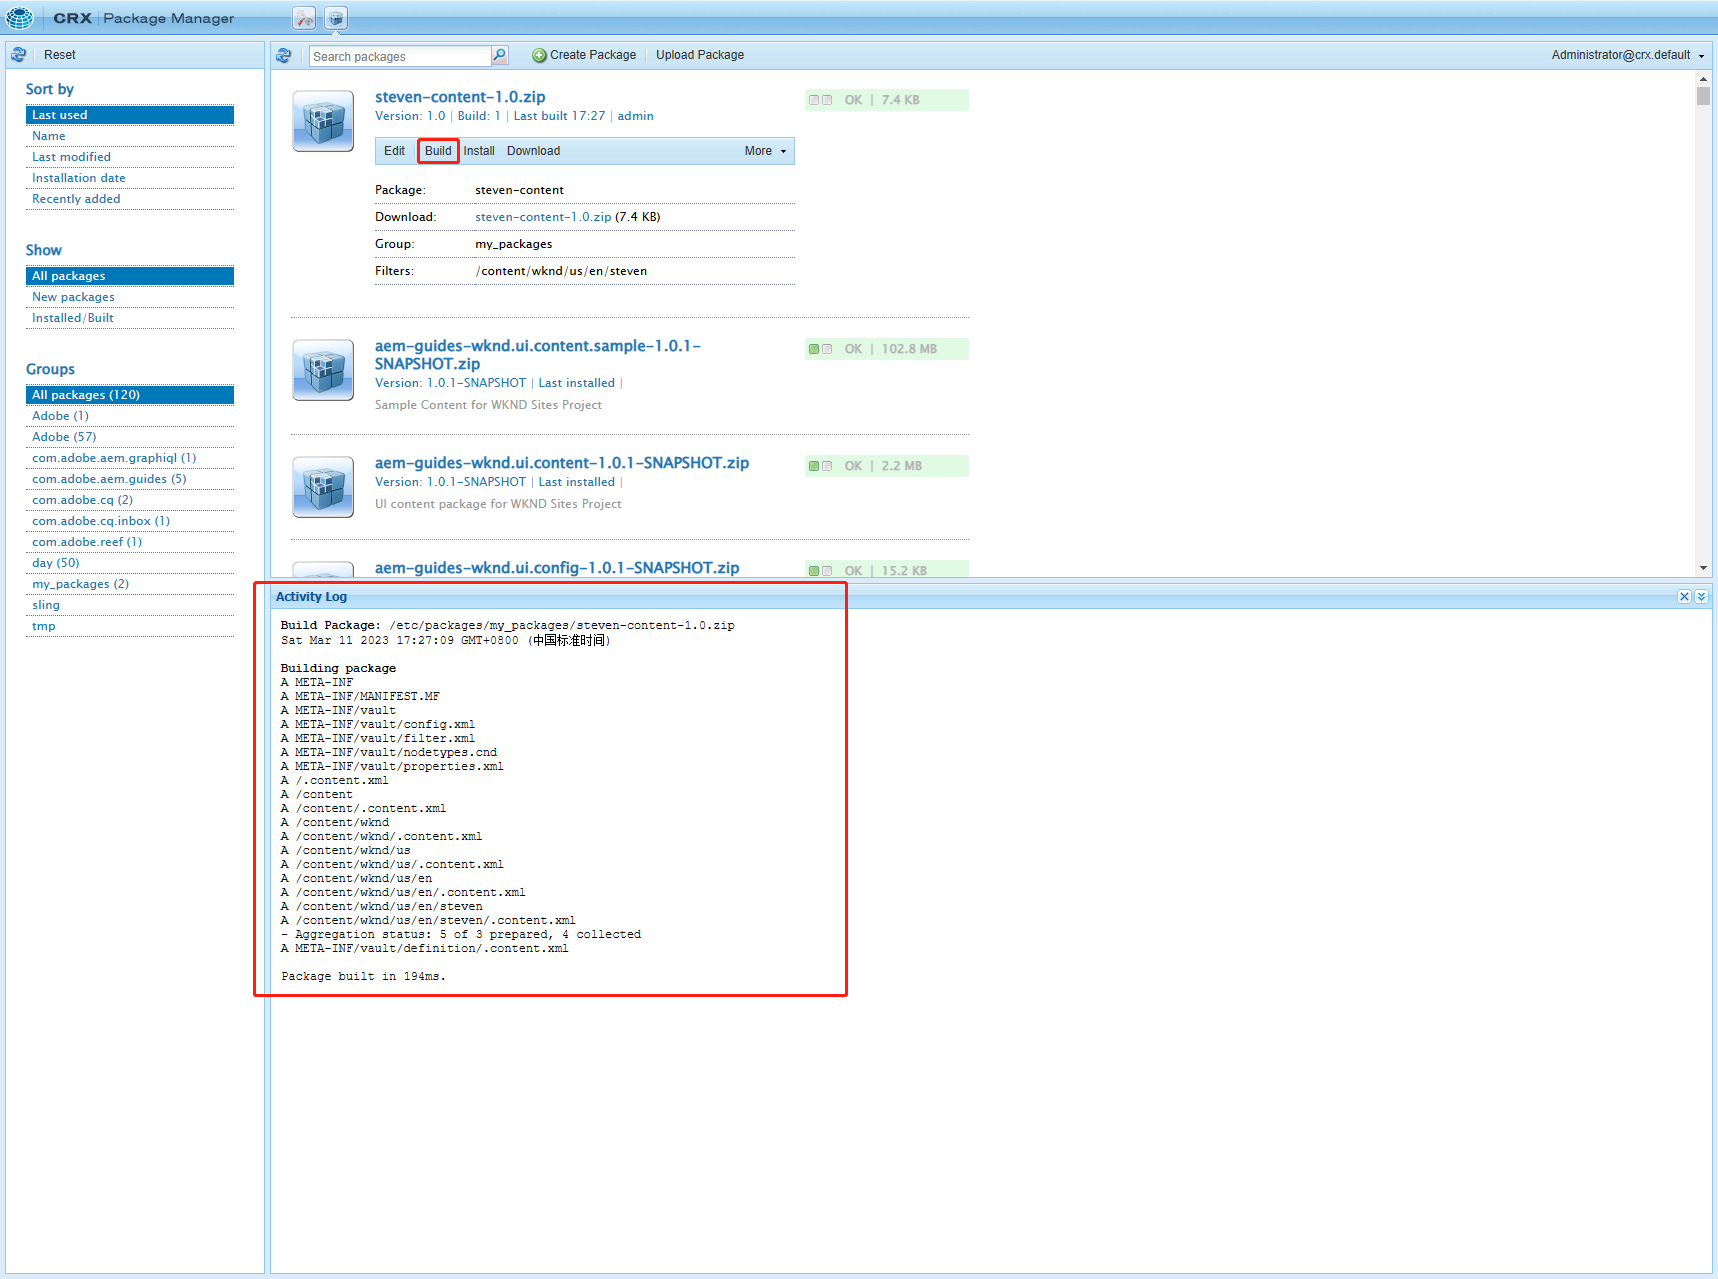 CRX Package Manager
Reset
Sort by
Last used
Name
Last modified
Installation date
Recently added
Show
All packages
New packages
Installed/Built
Groups
All packages (120)
Adobe (1)
Adobe (57)
com.adobe.aem.graphiql (1)
com.adobe.aem.guides (5)
com.adobe.cq (2)
com.adobe.cq.inbox (1)
com.adobe.reef (1)
day (50)
my_packages (2)
sling
tmp
Search packages
Create Package
Upload Package
Administrator@crx.default
steven-content-1.0.zip
OK | 7.4 KB
Version: 1.0 | Build: 1 | Last built 17:27 | admin
Edit Build Install Download More
Package: steven-content
Download: steven-content-1.0.zip (7.4 KB)
Group: my_packages
Filters: /content/wknd/us/en/steven
aem-guides-wknd.ui.content.sample-1.0.1-
SNAPSHOT.zip
OK | 102.8 MB
Version: 1.0.1-SNAPSHOT | Last installed |
Sample Content for WKND Sites Project
aem-guides-wknd.ui.content-1.0.1-SNAPSHOT.zip
OK | 2.2 MB
Version: 1.0.1-SNAPSHOT | Last installed |
UI content package for WKND Sites Project
aem-guides-wknd.ui.config-1.0.1-SNAPSHOT.zip
OK | 15.2 KB
Activity Log
Build Package: /etc/packages/my_packages/steven-content-1.0.zip
Sat Mar 11 2023 17:27:09 GMT+0800 (中国标准时间)
Building package
A META-INF
A META-INF/MANIFEST.MF
A META-INF/vault
A META-INF/vault/config.xml
A META-INF/vault/filter.xml
A META-INF/vault/nodetypes.cnd
A META-INF/vault/properties.xml
A /.content.xml
A /content
A /content/.content.xml
A /content/wknd
A /content/wknd/.content.xml
A /content/wknd/us
A /content/wknd/us/.content.xml
A /content/wknd/us/en
A /content/wknd/us/en/.content.xml
A /content/wknd/us/en/steven
A /content/wknd/us/en/steven/.content.xml
- Aggregation status: 5 of 3 prepared, 4 collected
A META-INF/vault/definition/.content.xml
Package built in 194ms.